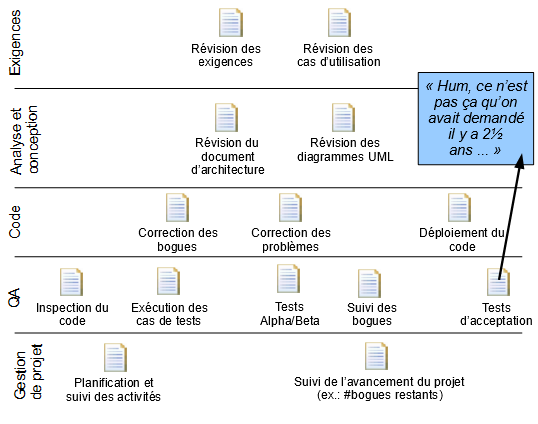 Exigences
Révision des
exigences
Révision des
cas d'utilisation
Analyse et
conception
Révision du
document
d'architecture
Révision des
diagrammes UML
« Hum, ce n'est
pas ça qu'on
avait demandé
il y a 2½
ans ... »
Code
Correction des
bogues
Correction des
problèmes
Déploiement du
code
QA
Inspection du
code
Exécution des
cas de tests
Tests
Alpha/Beta
Suivi des
bogues
Tests
d'acceptation
Gestion
de projet
Planification et
suivi des activités
Suivi de l'avancement du projet
(ex.: #bogues restants)